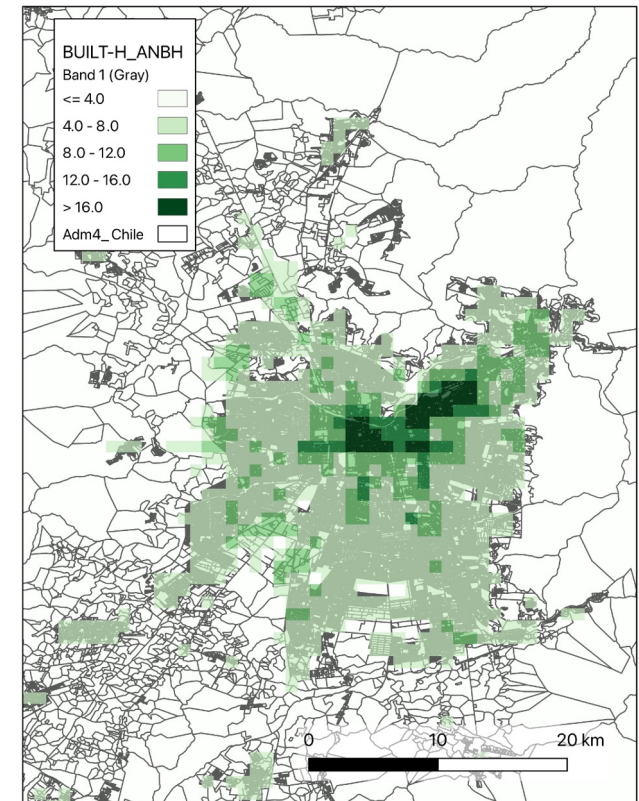 BUILT-H_ANBH
Band 1 (Gray)
<= 4.0
4.0 - 8.0
8.0 - 12.0
12.0 - 16.0
> 16.0
Adm4_ Chile
0 10 20 km